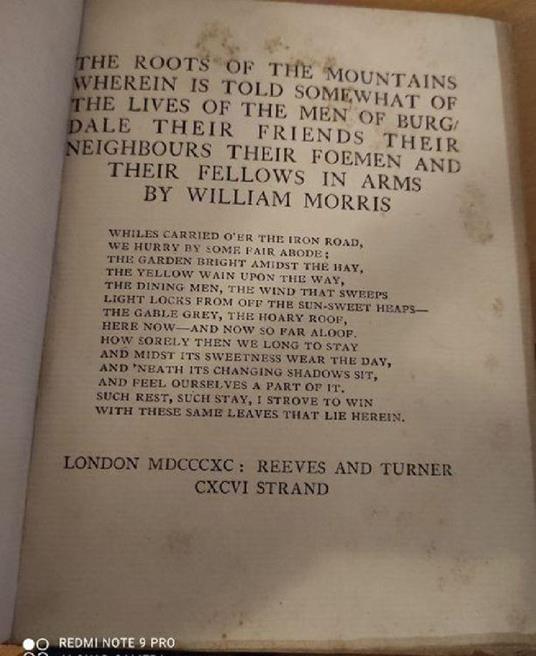 THE ROOTS OF THE MOUNTAINS
WHEREIN IS TOLD SOMEWHAT OF
THE LIVES OF THE MEN OF BURG/
DALE THEIR FRIENDS THEIR
NEIGHBOURS THEIR FOEMEN AND
THEIR FELLOWS IN ARMS
BY WILLIAM MORRIS
WHILES CARRIED O'ER THE IRON ROAD,
WE HURRY BY SOME FAIR ABODE;
THE GARDEN BRIGHT AMIDST THE HAY,
THE YELLOW WAIN UPON THE WAY,
THE DINING MEN, THE WIND THAT SWEEPS
LIGHT LOCKS FROM OFF THE SUN-SWEET HEAPS—
THE GABLE GREY, THE HOARY ROOF,
HERE NOW—AND NOW SO FAR ALOOF.
HOW SORELY THEN WE LONG TO STAY
AND MIDST ITS SWEETNESS WEAR THE DAY,
AND 'NEATH ITS CHANGING SHADOWS SIT,
AND FEEL OURSELVES A PART OF IT.
SUCH REST, SUCH STAY, I STROVE TO WIN
WITH THESE SAME LEAVES THAT LIE HEREIN.
LONDON MDCCCXC: REEVES AND TURNER
CXCVI STRAND
REDMI NOTE 9 PRO